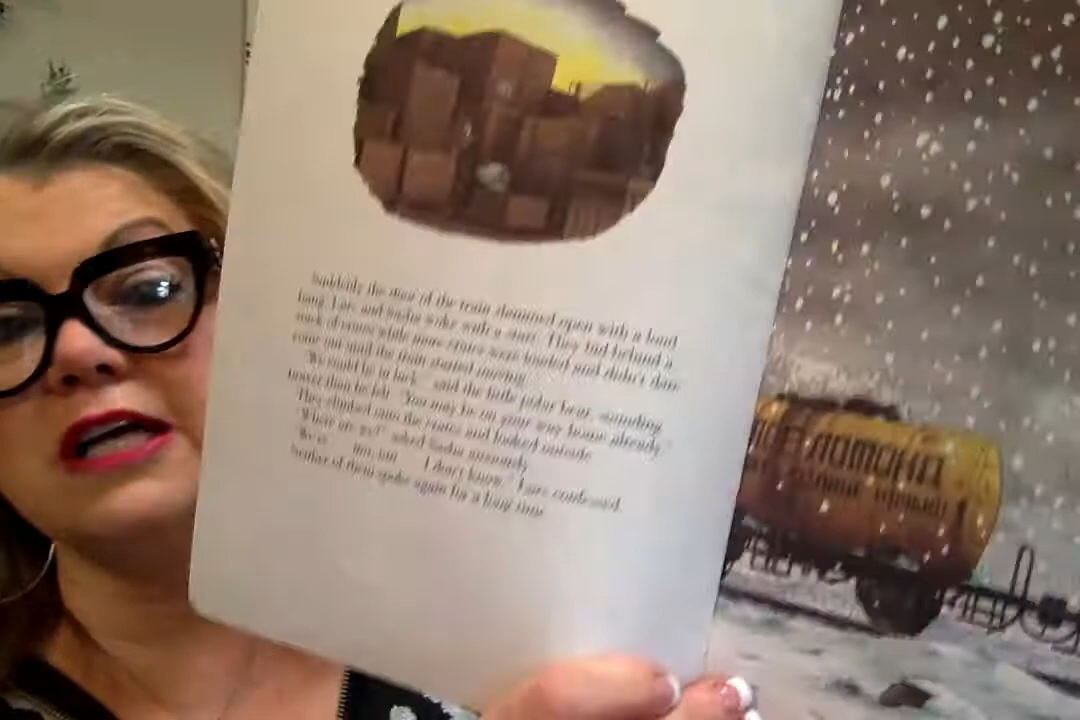 Suddenly the door of the train slammed open with a loud
bang. Lars and Sasha woke with a start. They hid behind a
stack of crates while more crates were loaded and didn't dare
come out until the train started moving.
"We could be in luck," said the little polar bear, sounding
braver than he felt. "You may be on your way home already."
They climbed onto the crates and looked outside.
"Where are we?" asked Sasha anxiously.
"We're . . . umm, um . . . I don't know," Lars confessed.
Neither of them spoke again for a long time.